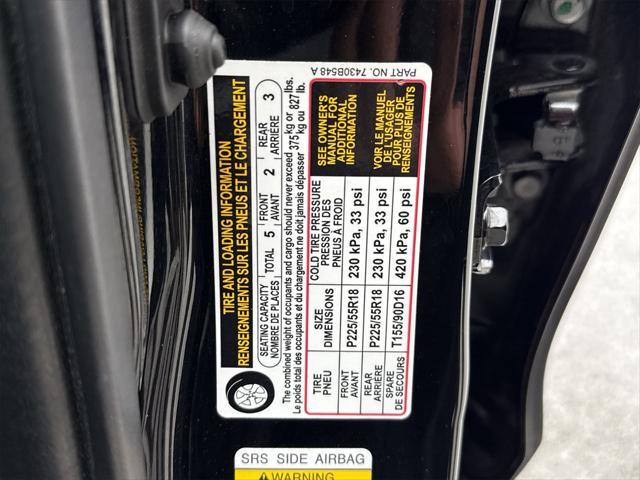 TIRE AND LOADING INFORMATION
RENSEIGNEMENTS SUR LES PNEUS ET LE CHARGEMENT
SEATING CAPACITY
NOMBRE DE PLACES
TOTAL 5
FRONT
AVANT
2
REAR
ARRIÈRE
3
The combined weight of occupants and cargo should never exceed 375 kg or 827 lbs.
Le poids total des occupants et du chargement ne doit jamais dépasser 375 kg ou 827 lb.
TIRE
PNEU
SIZE
DIMENSIONS
COLD TIRE PRESSURE
PRESSION DES
PNEUS À FROID
FRONT
AVANT
P225/55R18
230 kPa, 33 psi
REAR
ARRIÈRE
P225/55R18
230 kPa, 33 psi
SPARE
DE SECOURS
T155/90D16
420 kPa, 60 psi
SEE OWNER'S
MANUAL FOR
ADDITIONAL
INFORMATION
VOIR LE MANUEL
DE L'USAGER
POUR PLUS DE
RENSEIGNEMENTS
PART NO. 7430B548 A
SRS SIDE AIRBAG
WARNING